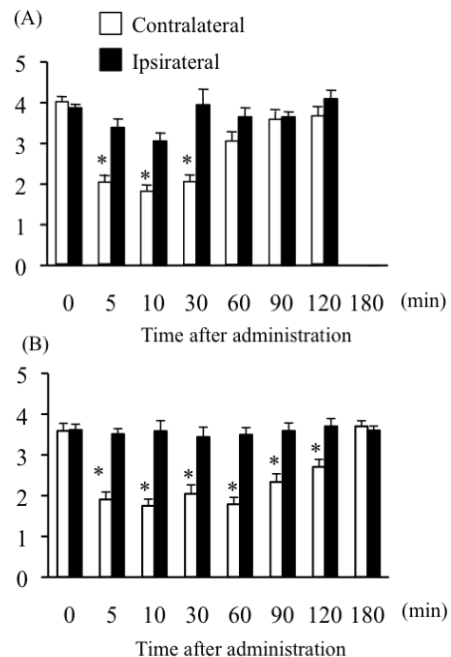 (A)
Contralateral
Ipsirateral
5
4
3
2
1
0
* * *
0 5 10 30 60 90 120 180 (min)
Time after administration
(B)
5
4
3
2
1
0
* * * * * *
0 5 10 30 60 90 120 180 (min)
Time after administration